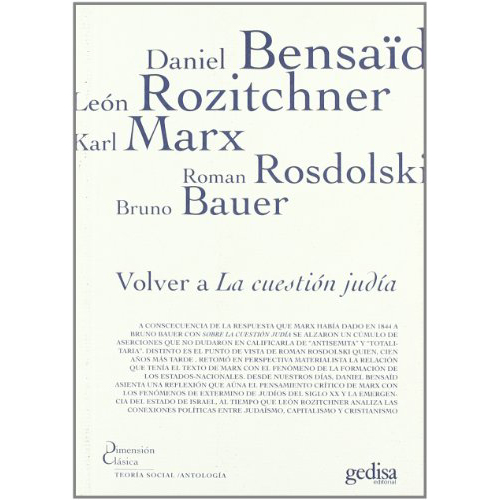 Daniel Bensaïd
León Rozitchner
Karl Marx
Roman Rosdolski
Bruno Bauer
Volver a La cuestión judía
A CONSCECUENCIA DE LA RESPUESTA QUE MARX HABÍA DADO EN 1844 A
BRUNO BAUER CON SOBRE LA CUESTIÓN JUDÍA SE ALZARON UN CÚMULO DE
ASERCIONES QUE NO DUDARON EN CALIFICARLA DE "ANTISEMITA" Y "TOTALI-
TARIA". DISTINTO ES EL PUNTO DE VISTA DE ROMAN ROSDOLSKI QUIEN, CIEN
AÑOS MÁS TARDE, RETOMÓ EN PERSPECTIVA MATERIALISTA LA RELACIÓN
QUE TENÍA EL TEXTO DE MARX CON EL FENÓMENO DE LA FORMACIÓN DE
LOS ESTADOS-NACIONALES. DESDE NUESTROS DÍAS, DANIEL BENSAÏD
ASIENTA UNA REFLEXIÓN QUE AÚNA EL PENSAMIENTO CRÍTICO DE MARX CON
LOS FENÓMENOS DE EXTERMINO DE JUDÍOS DEL SIGLO XX Y LA EMERGEN-
CIA DEL ESTADO DE ISRAEL, AL TIEMPO QUE LEÓN ROZITCHNER ANALIZA LAS
CONEXIONES POLÍTICAS ENTRE JUDAÍSMO, CAPITALISMO Y CRISTIANISMO
Dimensión
Clásica
TEORÍA SOCIAL / ANTOLOGÍA
gedisa
editorial